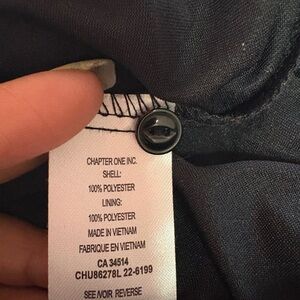 CHAPTER ONE INC.
SHELL:
100% POLYESTER
LINING:
100% POLYESTER
MADE IN VIETNAM
FABRIQUE EN VIETNAM
CA 34514
CHU86278L 22-6199
SEE/VOIR REVERSE